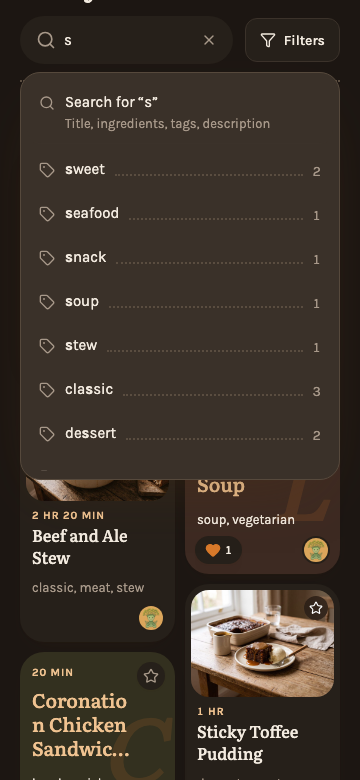 s
Filters
Search for “s”
Title, ingredients, tags, description
sweet 2
seafood 1
snack 1
soup 1
stew 1
classic 3
dessert 2
Soup
soup, vegetarian
1
2 HR 20 MIN
Beef and Ale
Stew
classic, meat, stew
20 MIN
Coronatio
n Chicken
Sandwic...
C
1 HR
Sticky Toffee
Pudding